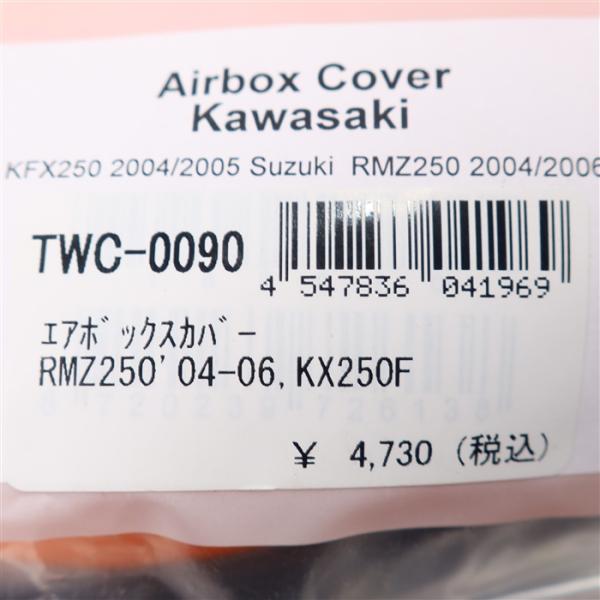 Airbox Cover
Kawasaki
KFX250 2004/2005 Suzuki RMZ250 2004/2006
TWC-0090
4 547836 041969
ｴｱﾎﾞｯｸｽｶﾊﾞｰ
RMZ250'04-06,KX250F
¥ 4,730 (税込)